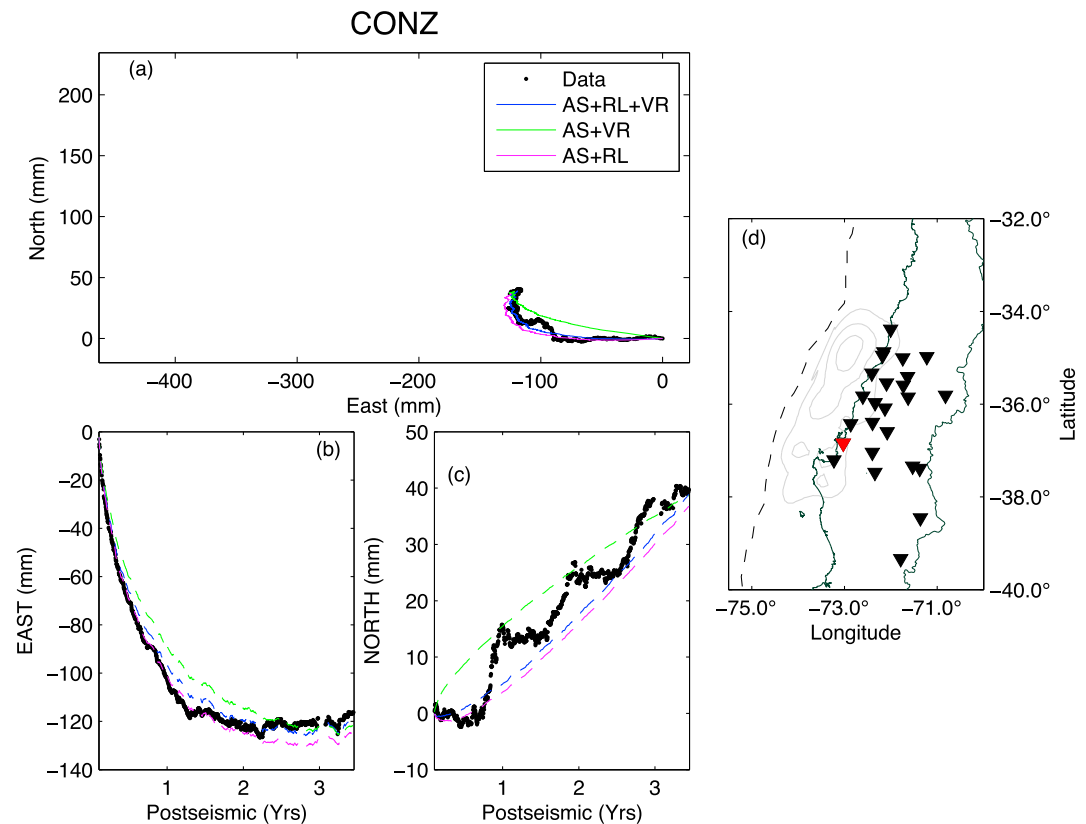 CONZ
(a)
Data
AS+RL+VR
AS+VR
AS+RL
200
150
100
50
0
North (mm)
−400
−300
−200
−100
0
East (mm)
(b)
0
−20
−40
−60
−80
−100
−120
−140
EAST (mm)
1
2
3
Postseismic (Yrs)
(c)
50
40
30
20
10
0
−10
NORTH (mm)
1
2
3
Postseismic (Yrs)
(d)
−32.0°
−34.0°
−36.0°
−38.0°
−40.0°
Latitude
−75.0°
−73.0°
−71.0°
Longitude